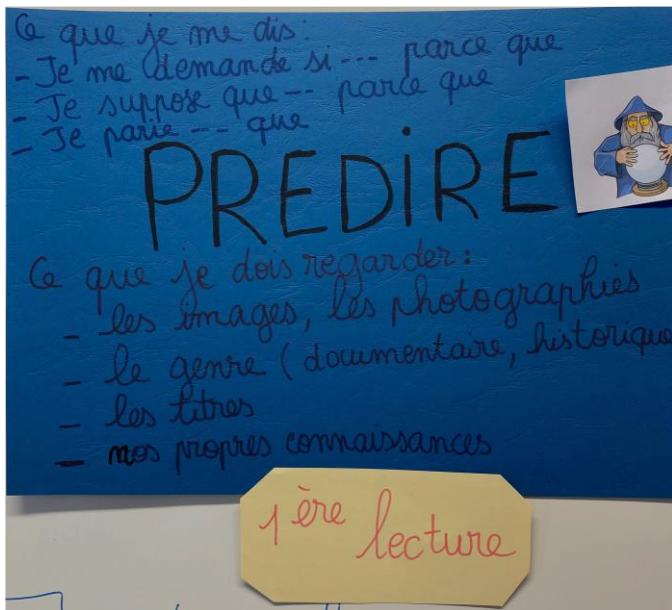 Ce que je me dis:
- Je me demande si --- parce que
- Je suppose que -- parce que
- Je parie --- que
PREDiRE
Ce que je dois regarder:
- les images, les photographies
- le genre (documentaire, historique
- les titres
- nos propres connaissances
1ère lecture